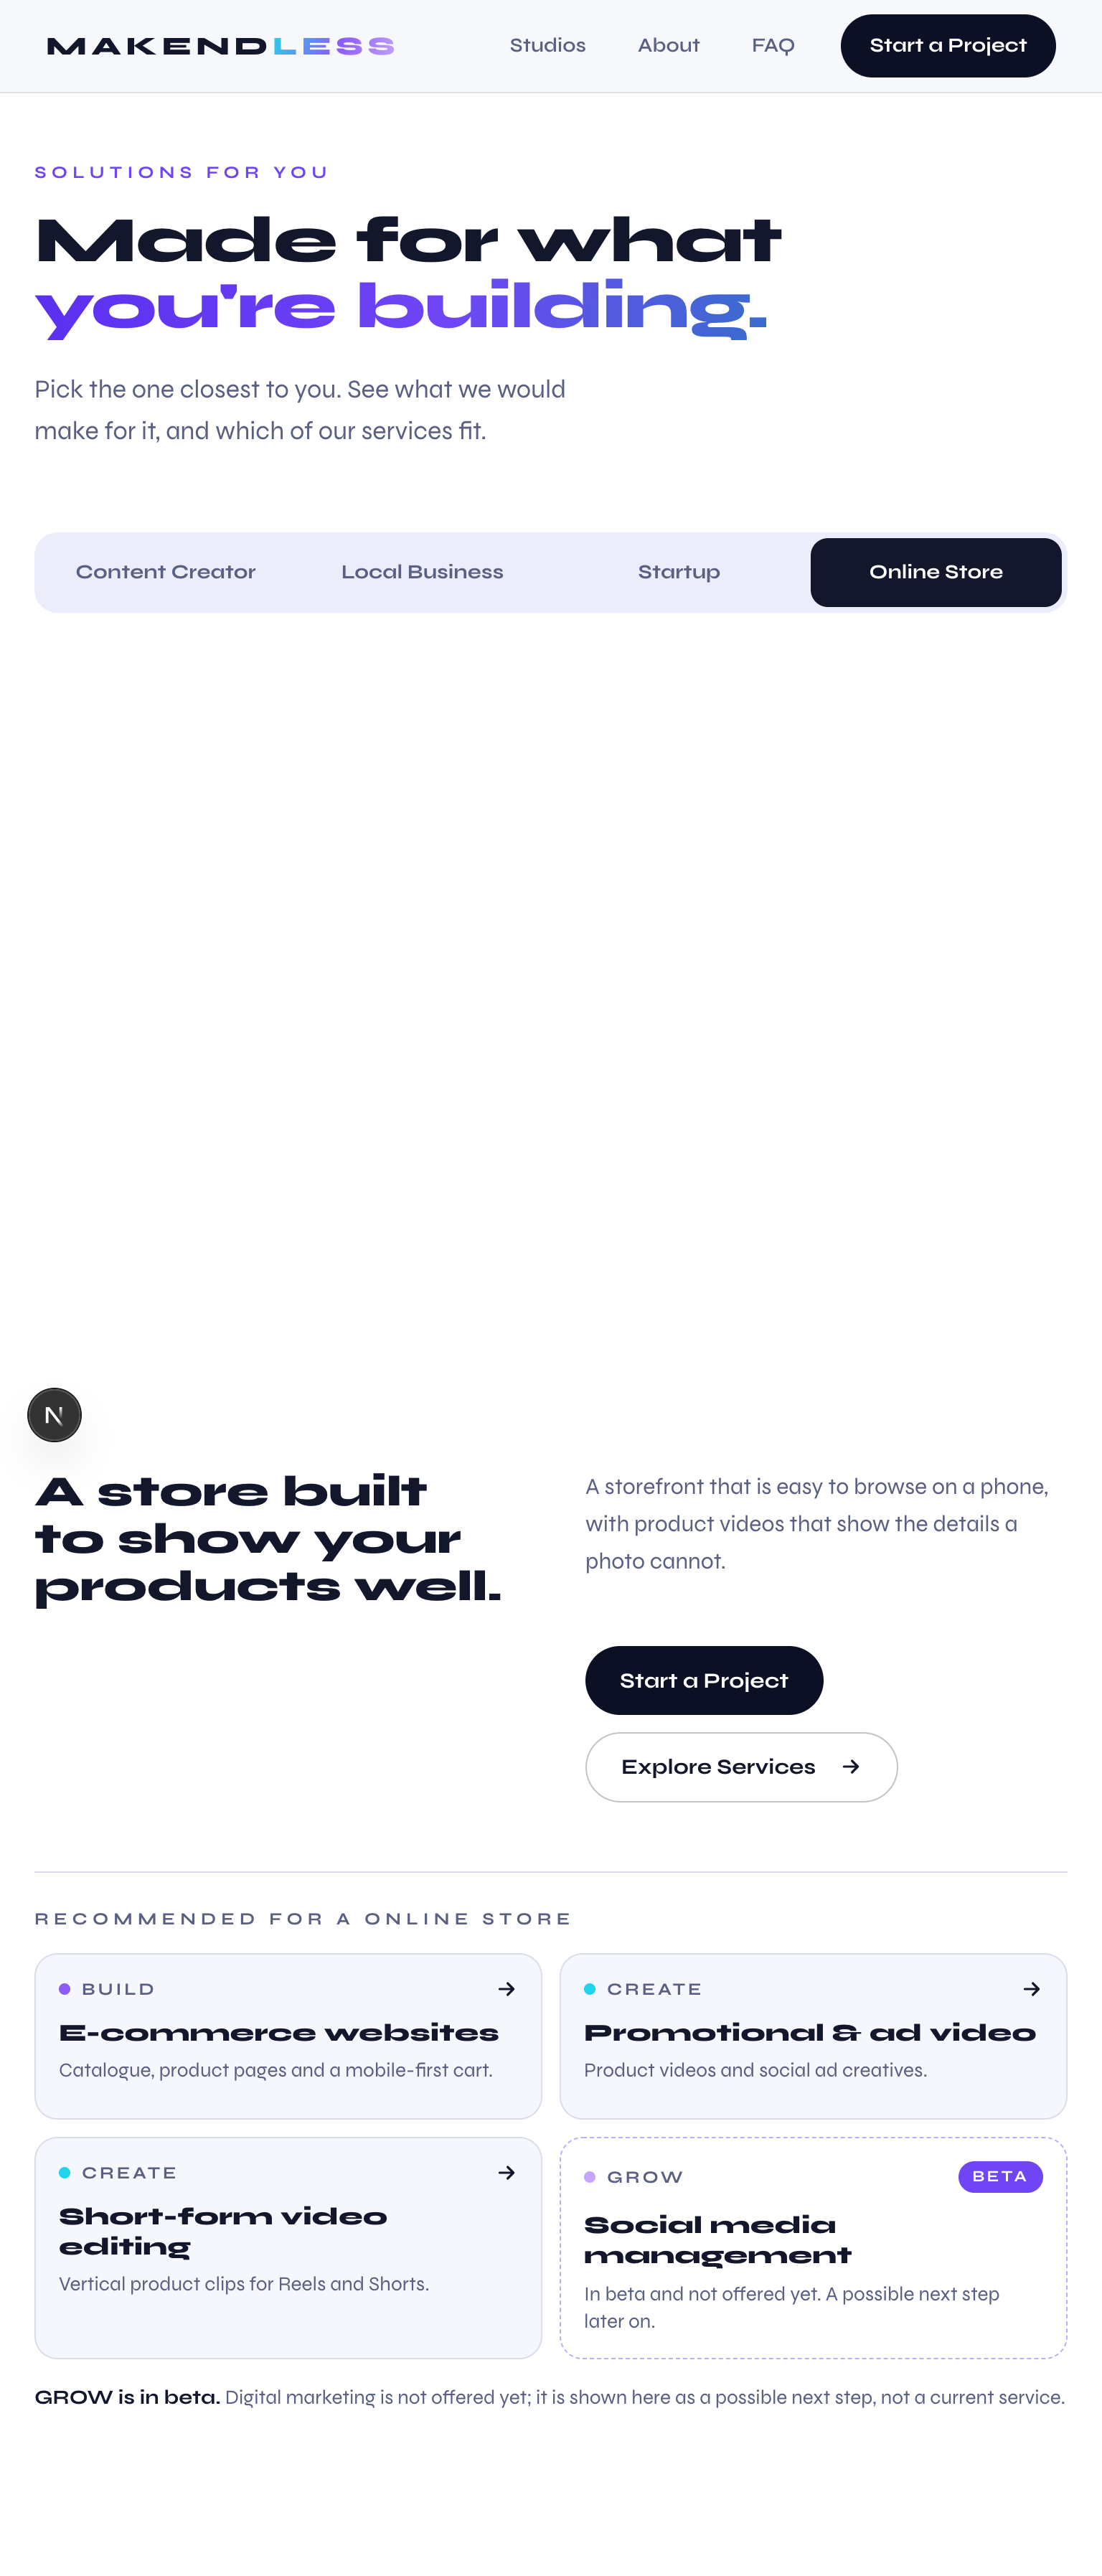 MAKENDLESS
Studios
About
FAQ
Start a Project
SOLUTIONS FOR YOU
Made for what
you're building.
Pick the one closest to you. See what we would
make for it, and which of our services fit.
Content Creator
Local Business
Startup
Online Store
N
A store built
to show your
products well.
A storefront that is easy to browse on a phone,
with product videos that show the details a
photo cannot.
Start a Project
Explore Services →
RECOMMENDED FOR A ONLINE STORE
BUILD →
E-commerce websites
Catalogue, product pages and a mobile-first cart.
CREATE →
Promotional & ad video
Product videos and social ad creatives.
CREATE →
Short-form video
editing
Vertical product clips for Reels and Shorts.
GROW
BETA
Social media
management
In beta and not offered yet. A possible next step
later on.
GROW is in beta. Digital marketing is not offered yet; it is shown here as a possible next step, not a current service.